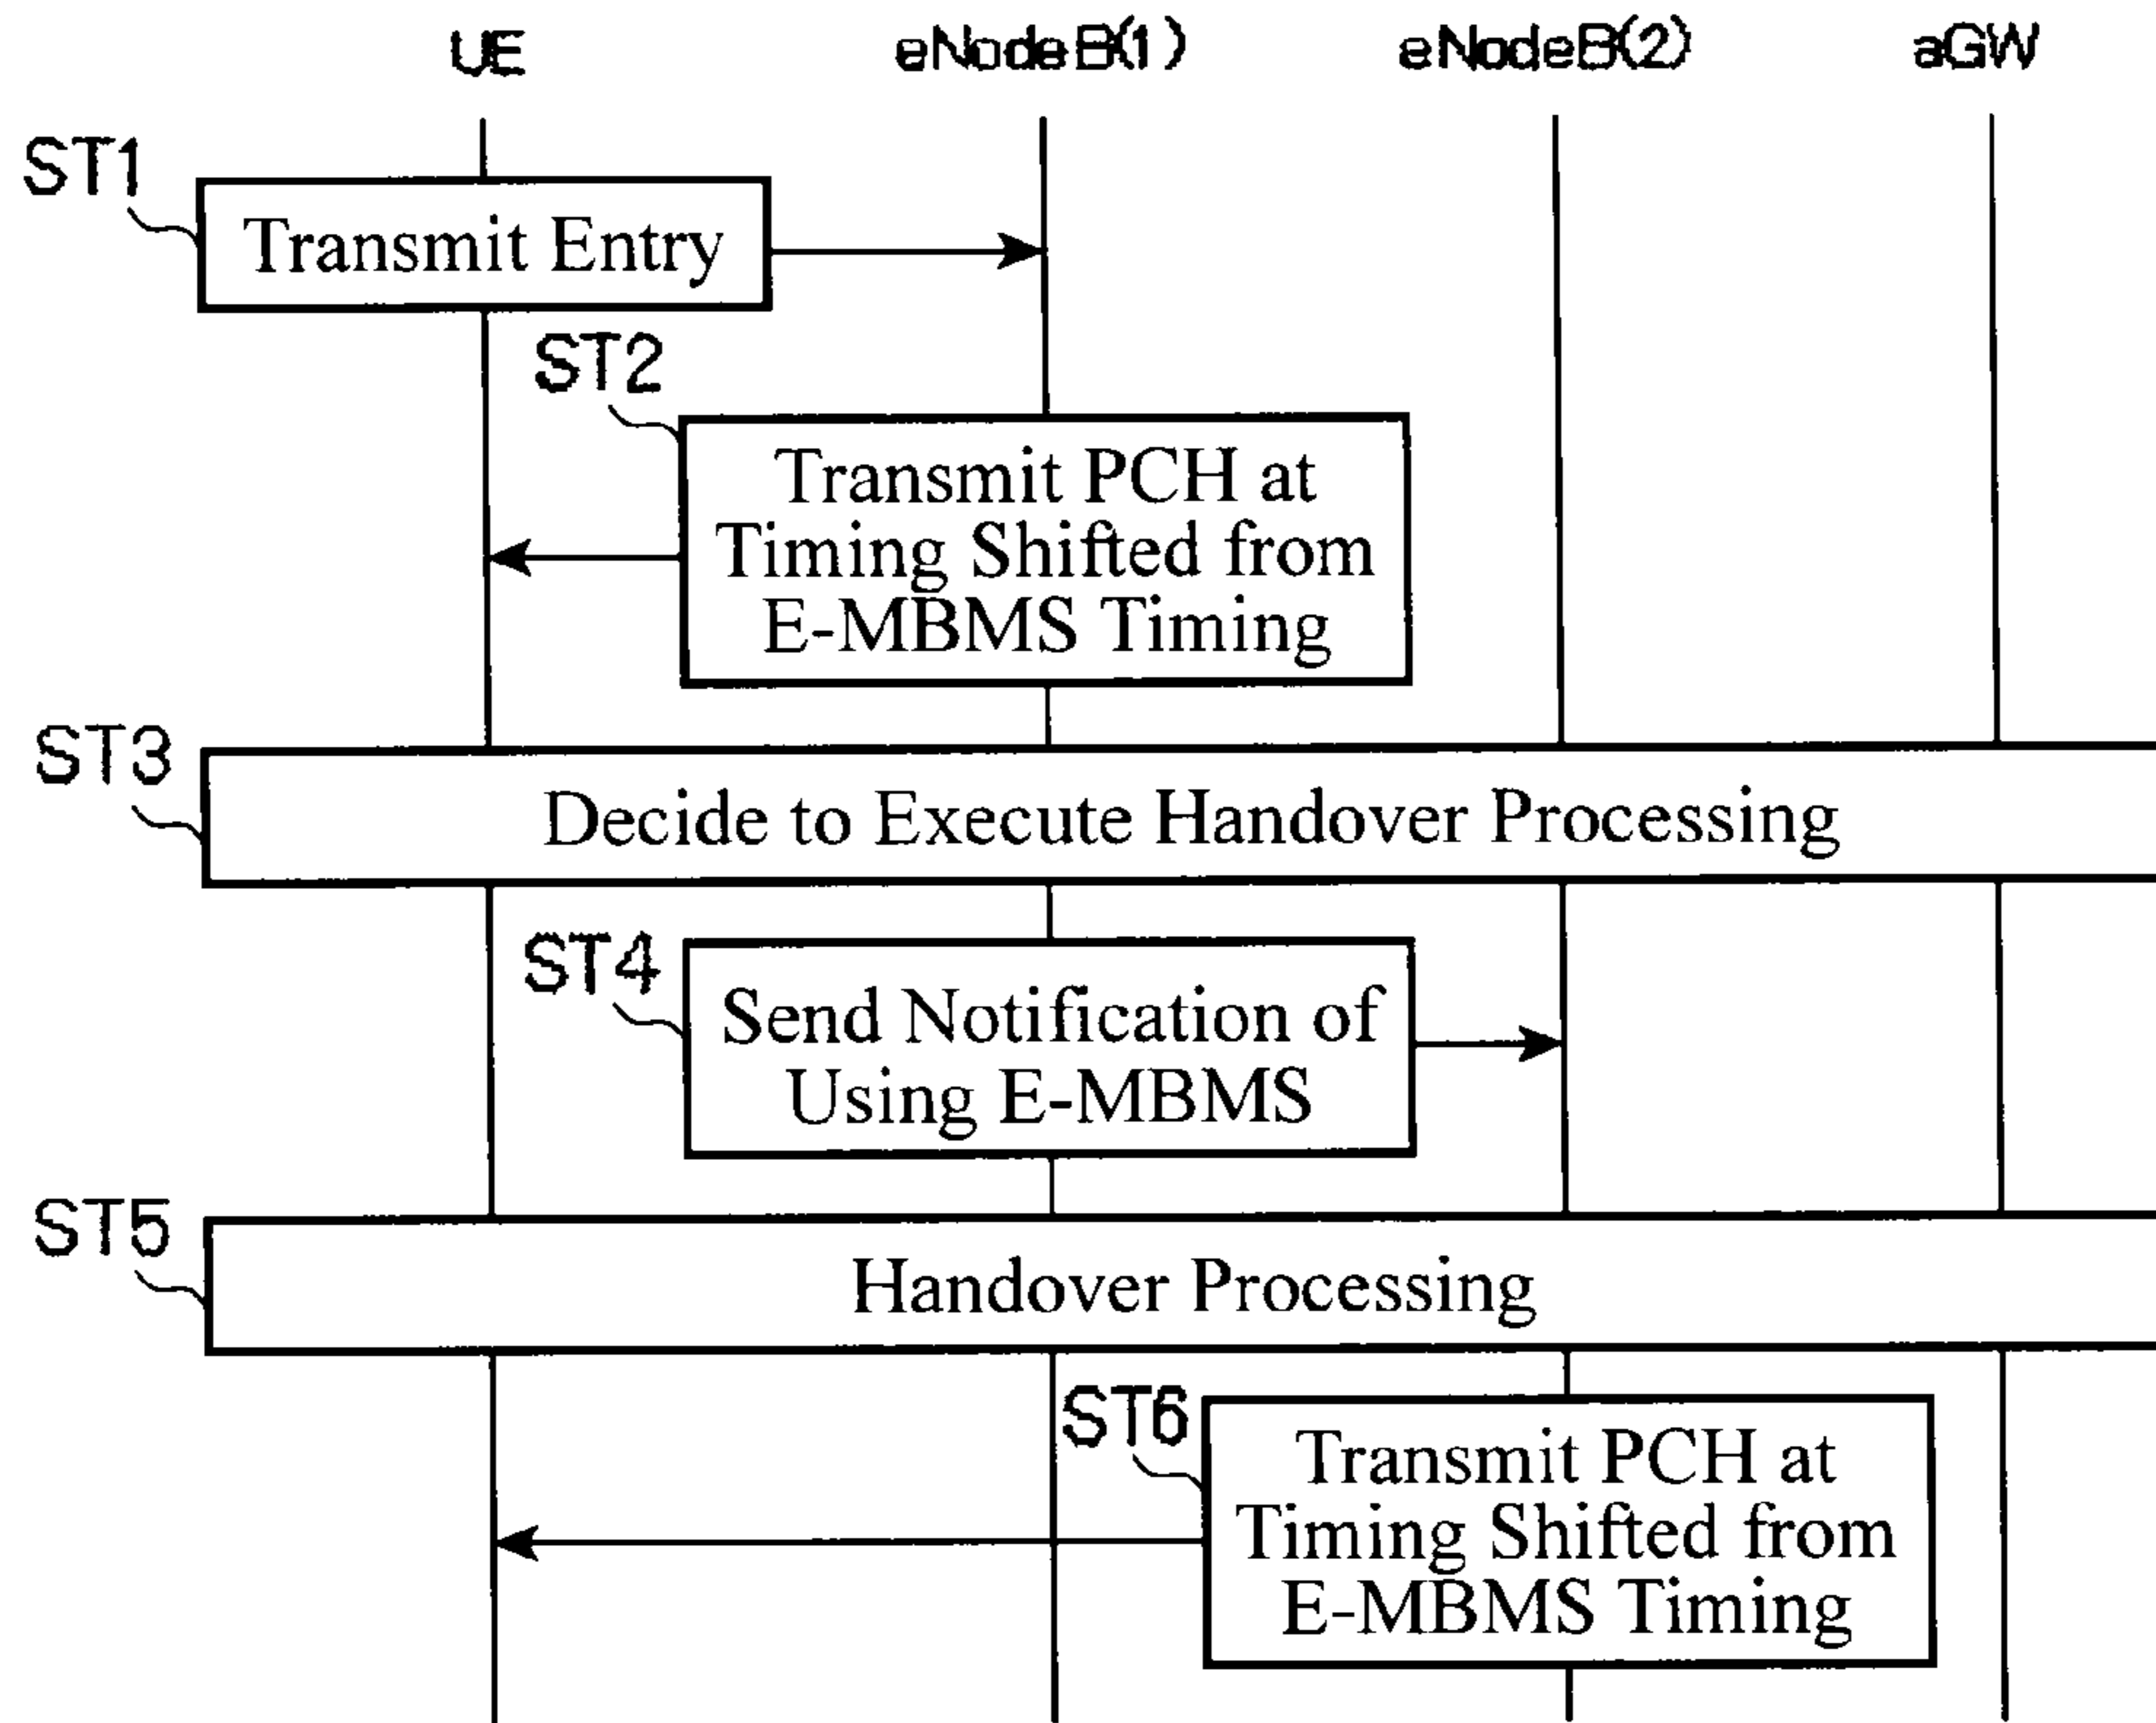 UE eNodeB(1) eNodeB(2) aGW
ST1
Transmit Entry
ST2
Transmit PCH at
Timing Shifted from
E-MBMS Timing
ST3
Decide to Execute Handover Processing
ST4
Send Notification of
Using E-MBMS
ST5
Handover Processing
ST6
Transmit PCH at
Timing Shifted from
E-MBMS Timing